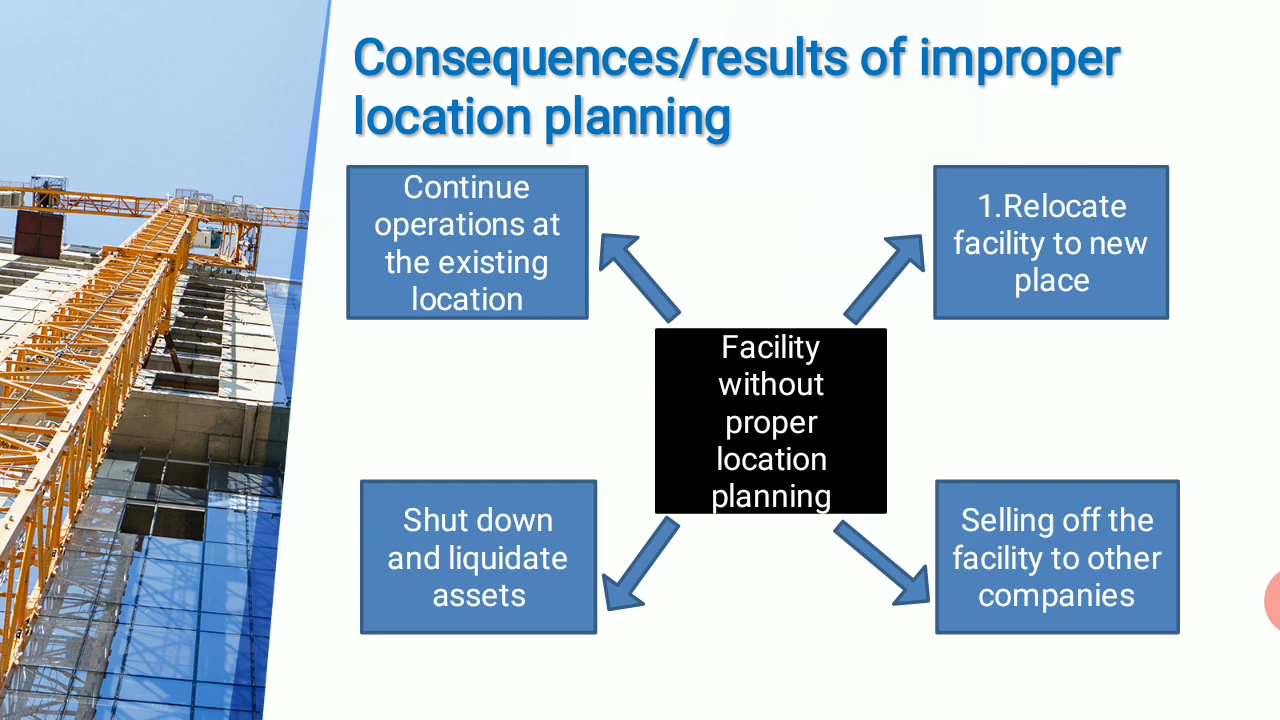 Consequences/results of improper
location planning
Continue
operations at
the existing
location
1.Relocate
facility to new
place
Facility
without
proper
location
planning
Shut down
and liquidate
assets
Selling off the
facility to other
companies